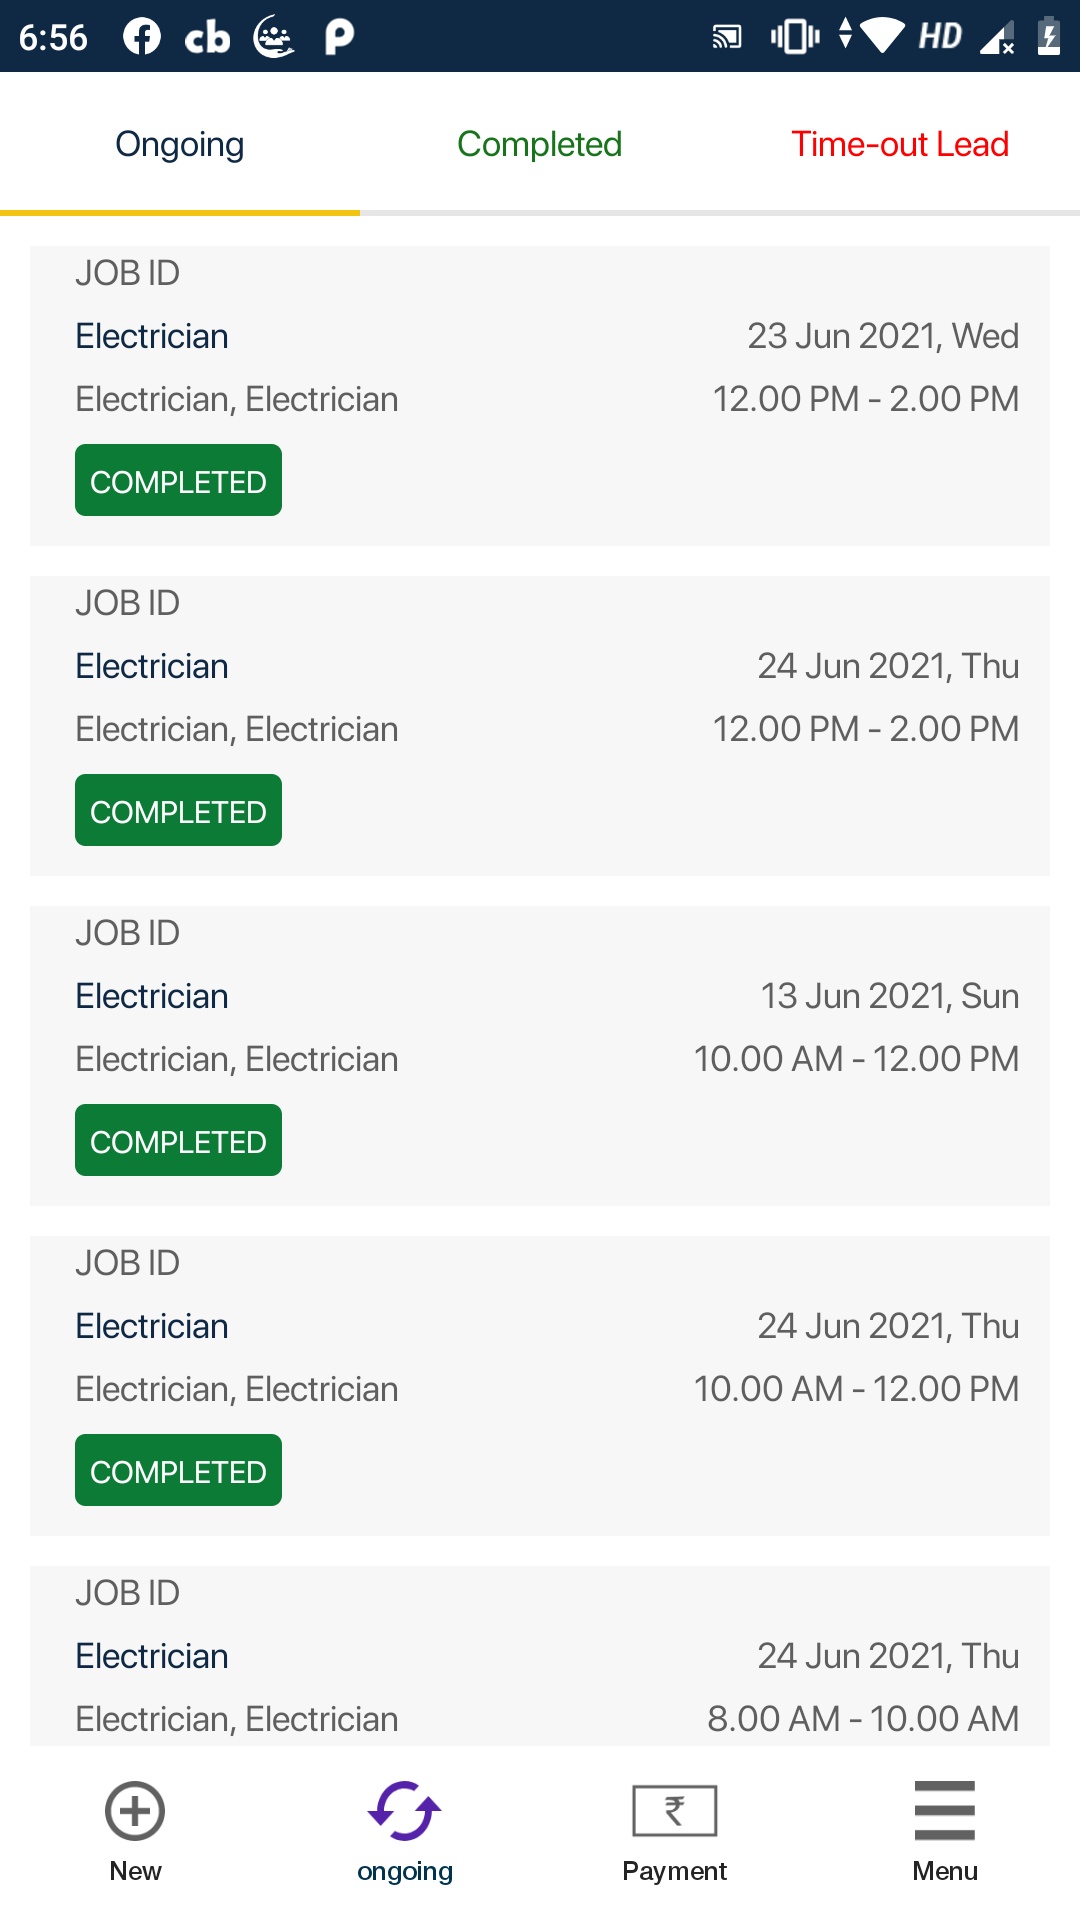 6:56 cb HD
Ongoing Completed Time-out Lead
JOB ID
Electrician 23 Jun 2021, Wed
Electrician, Electrician 12.00 PM - 2.00 PM
COMPLETED
JOB ID
Electrician 24 Jun 2021, Thu
Electrician, Electrician 12.00 PM - 2.00 PM
COMPLETED
JOB ID
Electrician 13 Jun 2021, Sun
Electrician, Electrician 10.00 AM - 12.00 PM
COMPLETED
JOB ID
Electrician 24 Jun 2021, Thu
Electrician, Electrician 10.00 AM - 12.00 PM
COMPLETED
JOB ID
Electrician 24 Jun 2021, Thu
Electrician, Electrician 8.00 AM - 10.00 AM
₹
New ongoing Payment Menu